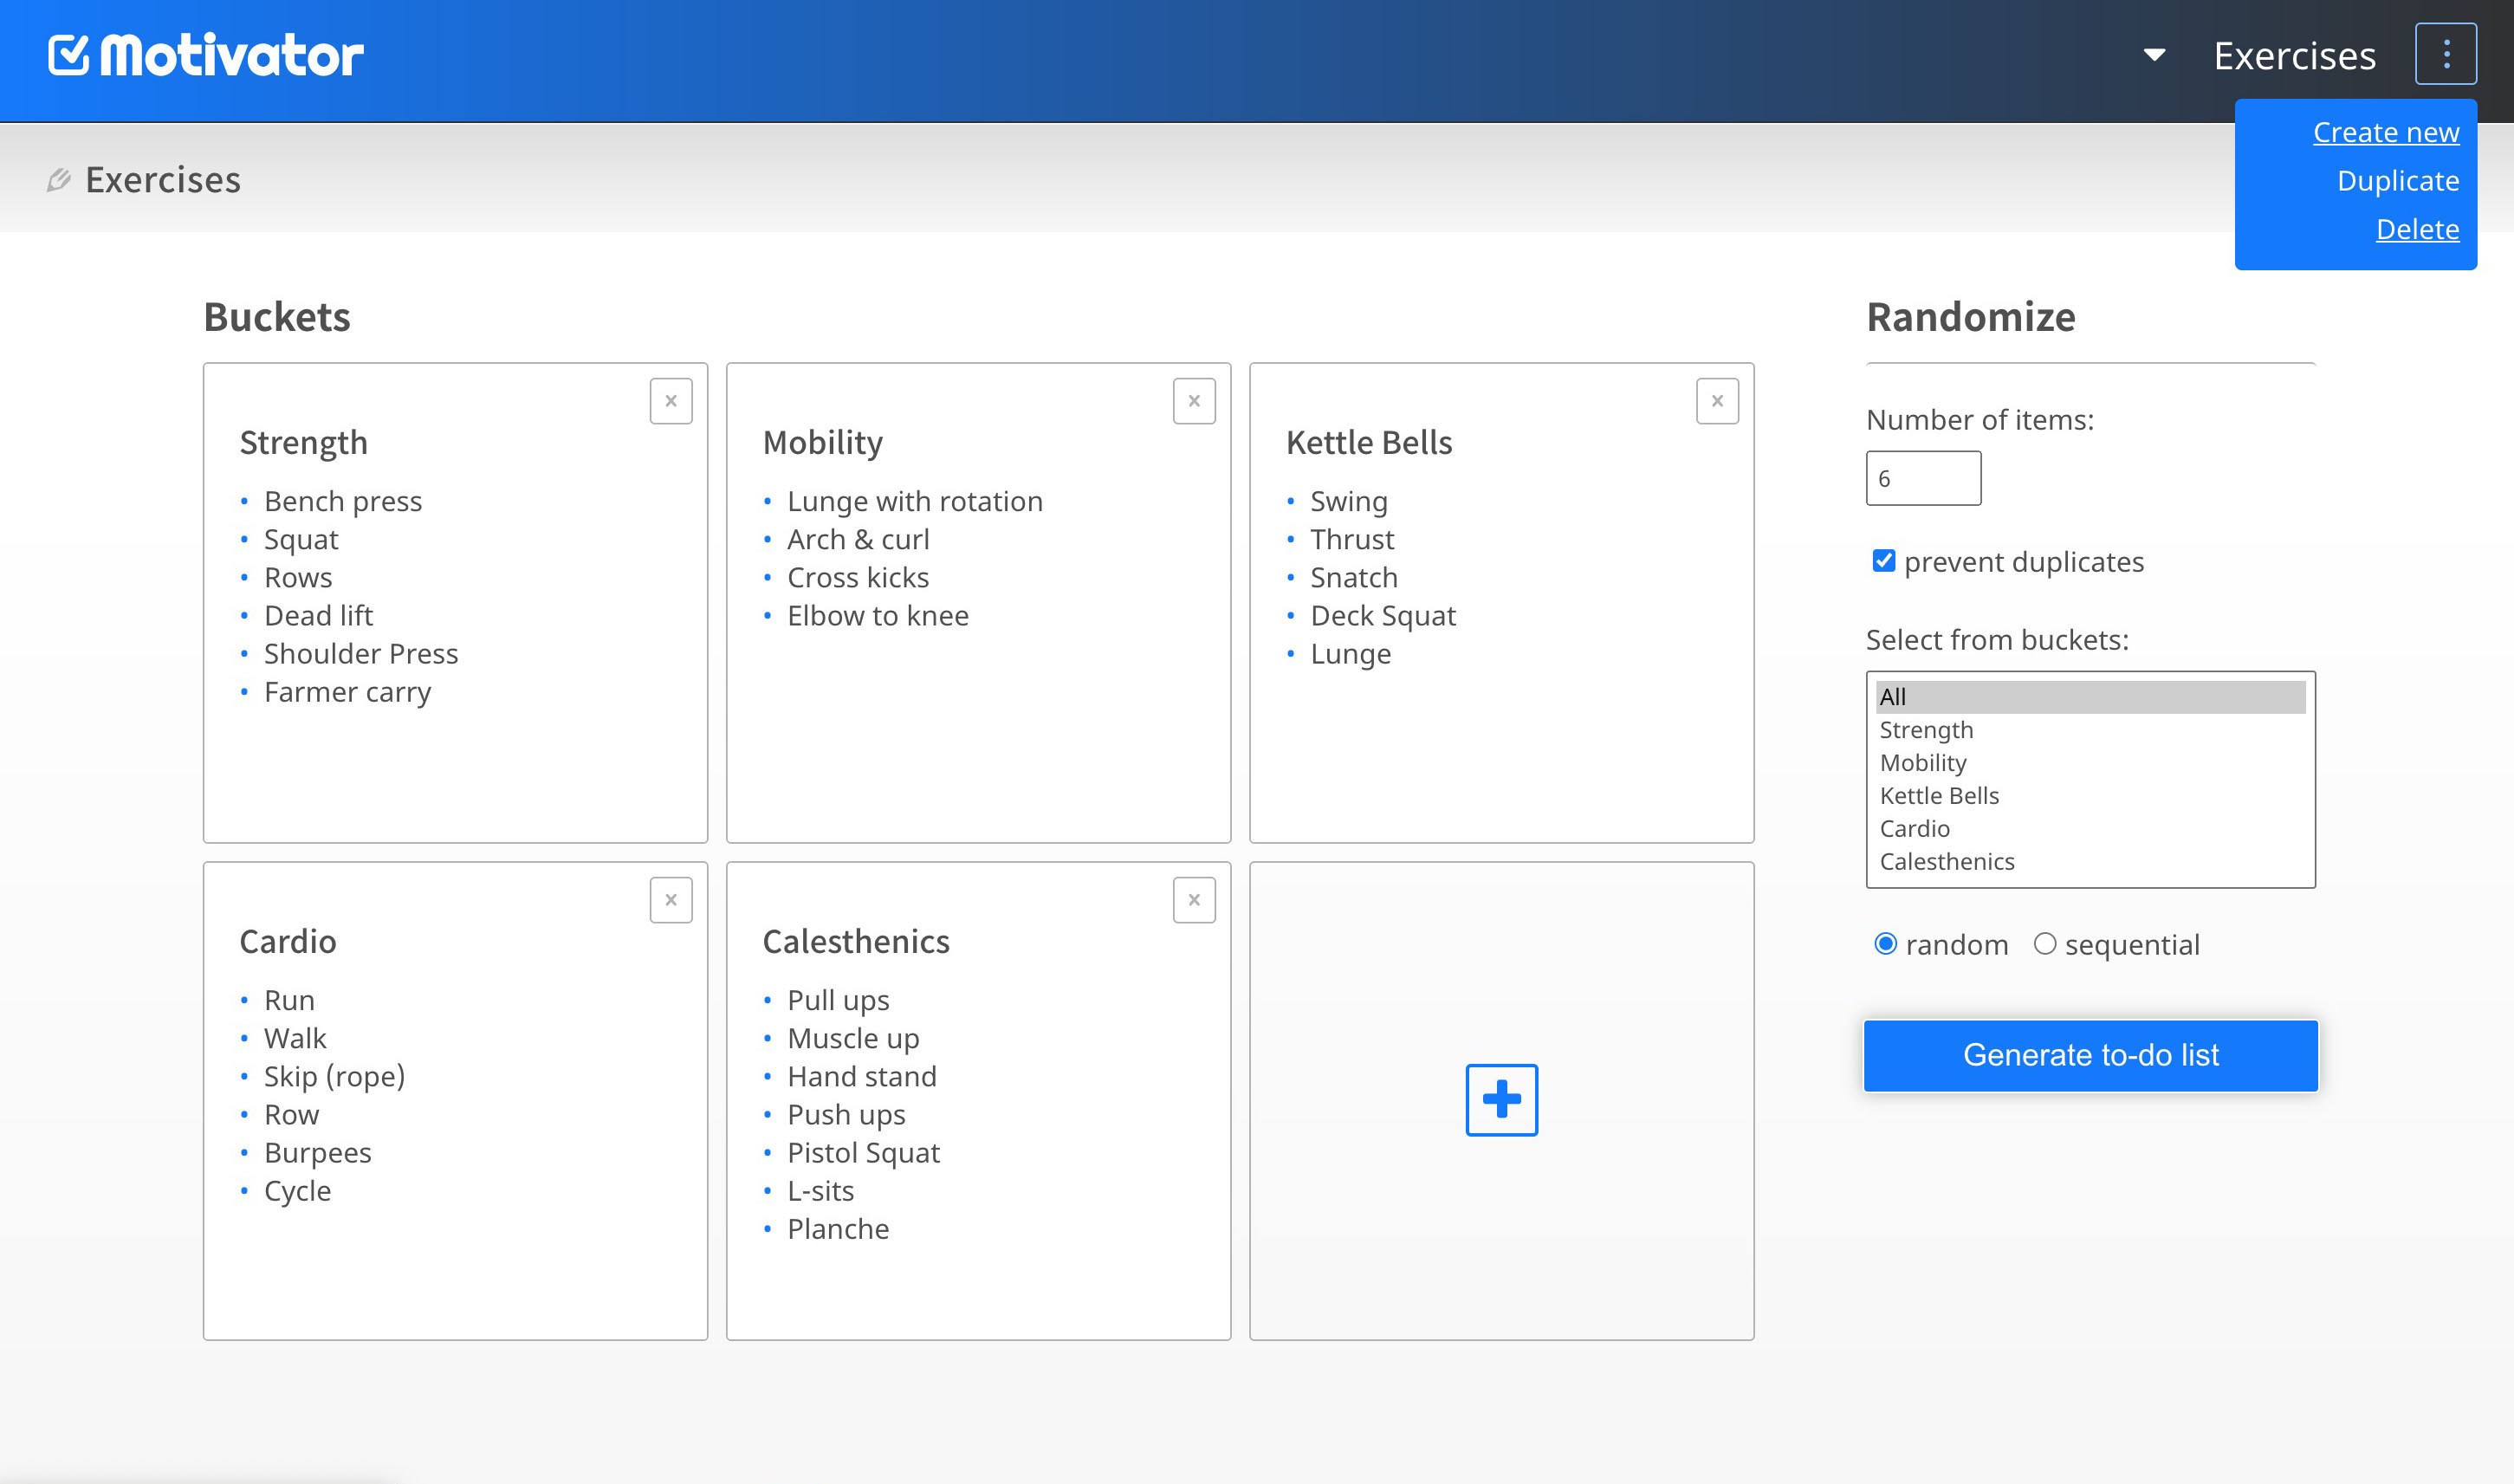 Motivator
Exercises
Create new
Duplicate
Delete
Exercises
Buckets
Strength
Bench press
Squat
Rows
Dead lift
Shoulder Press
Farmer carry
Mobility
Lunge with rotation
Arch & curl
Cross kicks
Elbow to knee
Kettle Bells
Swing
Thrust
Snatch
Deck Squat
Lunge
Cardio
Run
Walk
Skip (rope)
Row
Burpees
Cycle
Calesthenics
Pull ups
Muscle up
Hand stand
Push ups
Pistol Squat
L-sits
Planche
Randomize
Number of items:
6
prevent duplicates
Select from buckets:
All
Strength
Mobility
Kettle Bells
Cardio
Calesthenics
random sequential
Generate to-do list